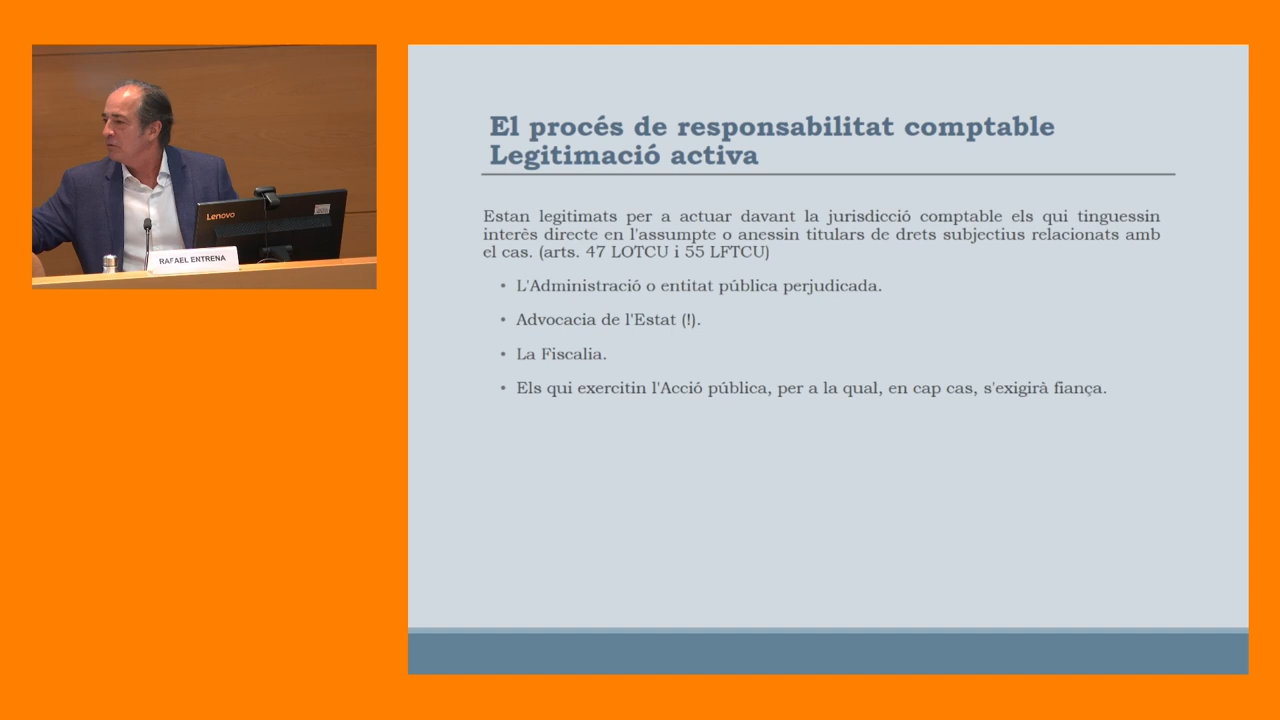 Lenovo
RAFAEL ENTRENA
El procés de responsabilitat comptable
Legitimació activa
Estan legitimats per a actuar davant la jurisdicció comptable els qui tinguessin
interès directe en l'assumpte o anessin titulars de drets subjectius relacionats amb
el cas. (arts. 47 LOTCU i 55 LFTCU)
• L'Administració o entitat pública perjudicada.
• Advocacia de l'Estat (!).
• La Fiscalia.
• Els qui exercitin l'Acció pública, per a la qual, en cap cas, s'exigirà fiança.